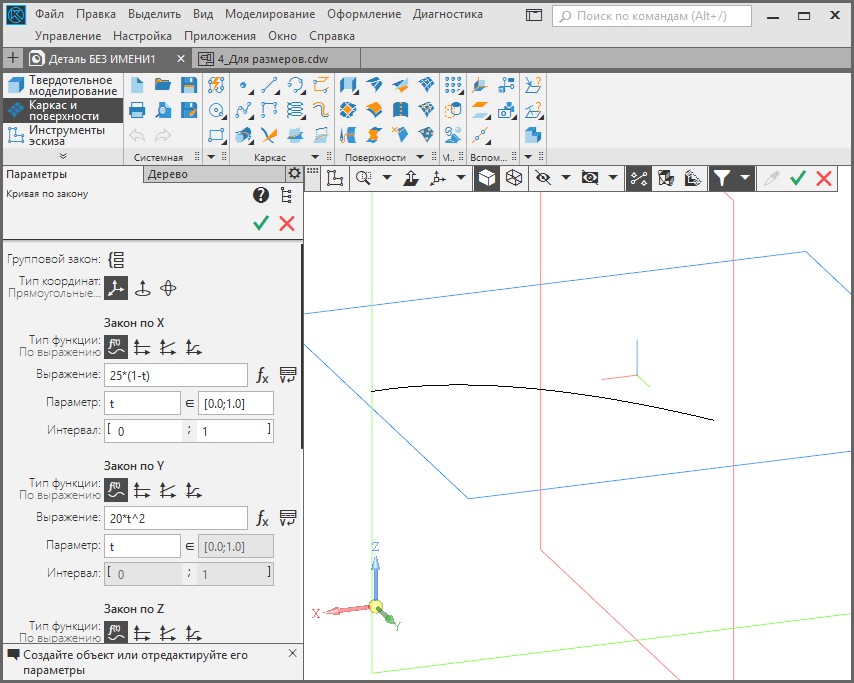 Файл Правка Выделить Вид Моделирование Оформление Диагностика
Поиск по командам (Alt+/)
Управление Настройка Приложения Окно Справка
Деталь БЕЗ ИМЕНИ1
4_Для размеров.cdw
Твердотельное
моделирование
Каркас и
поверхности
Инструменты
эскиза
Системная
Каркас
Поверхности
М..
Вспом...
Параметры
Дерево
Кривая по закону
Групповой закон:
Тип координат:
Прямоугольные...
Закон по X
Тип функции:
По выражению
Выражение: 25*(1-t)
Параметр: t ∈ [0.0;1.0]
Интервал: [ 0 ; 1 ]
Закон по Y
Тип функции:
По выражению
Выражение: 20*t^2
Параметр: t ∈ [0.0;1.0]
Интервал: [ 0 ; 1 ]
Закон по Z
Тип функции:
По выражению
Создайте объект или отредактируйте его
параметры
Z
X
Y